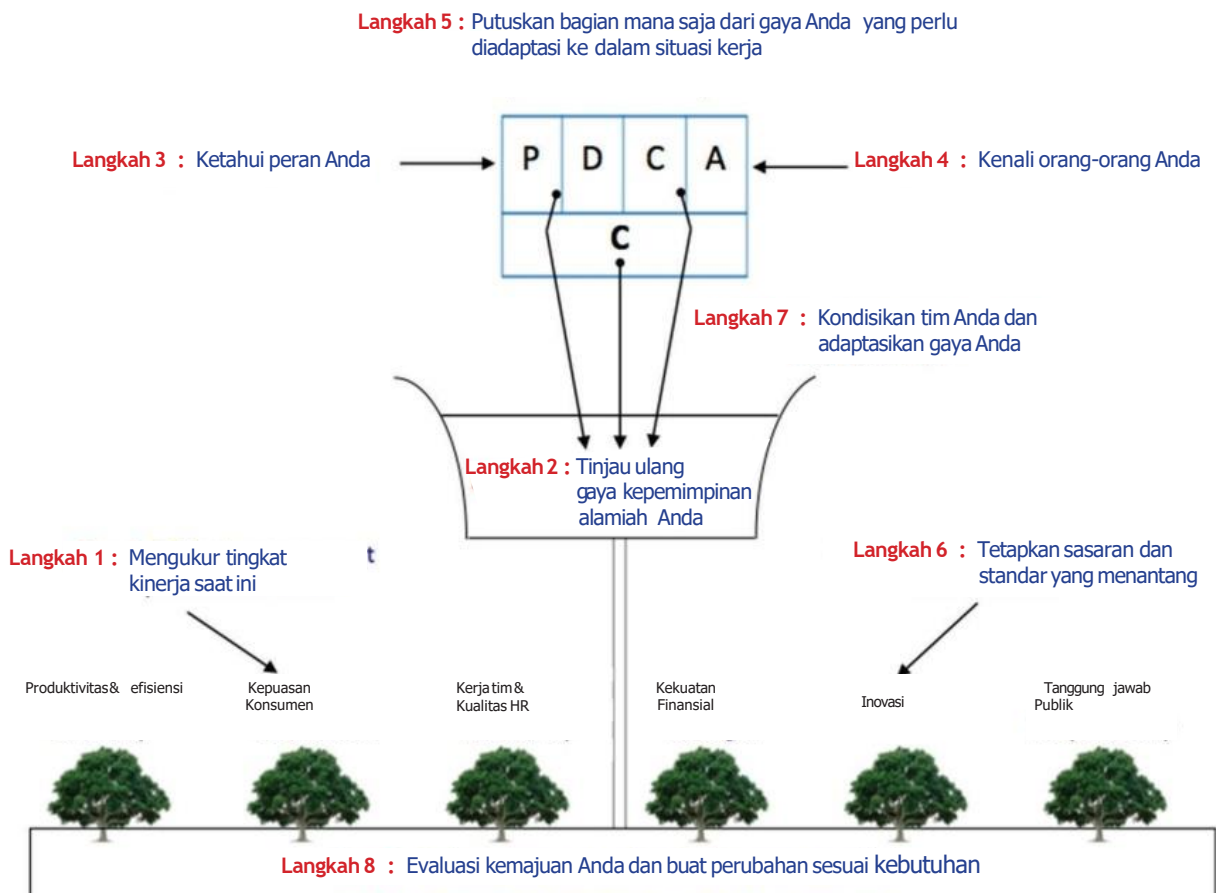 Langkah 5 : Putuskan bagian mana saja dari gaya Anda yang perlu
diadaptasi ke dalam situasi kerja
Langkah 3 : Ketahui peran Anda
P D C A
Langkah 4 : Kenali orang-orang Anda
C
Langkah 7 : Kondisikan tim Anda dan
adaptasikan gaya Anda
Langkah 2 : Tinjau ulang
gaya kepemimpinan
alamiah Anda
Langkah 1 : Mengukur tingkat
kinerja saat ini
t
Langkah 6 : Tetapkan sasaran dan
standar yang menantang
Produktivitas & efisiensi
Kepuasan
Konsumen
Kerja tim &
Kualitas HR
Kekuatan
Finansial
Inovasi
Tanggung jawab
Publik
Langkah 8 : Evaluasi kemajuan Anda dan buat perubahan sesuai kebutuhan